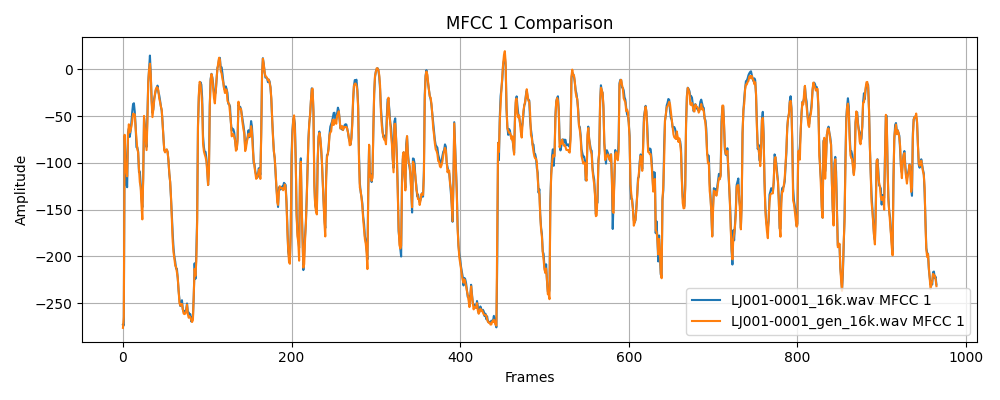 MFCC 1 Comparison
Amplitude
0
−50
−100
−150
−200
−250
0
200
400
600
800
1000
Frames
LJ001-0001_16k.wav MFCC 1
LJ001-0001_gen_16k.wav MFCC 1